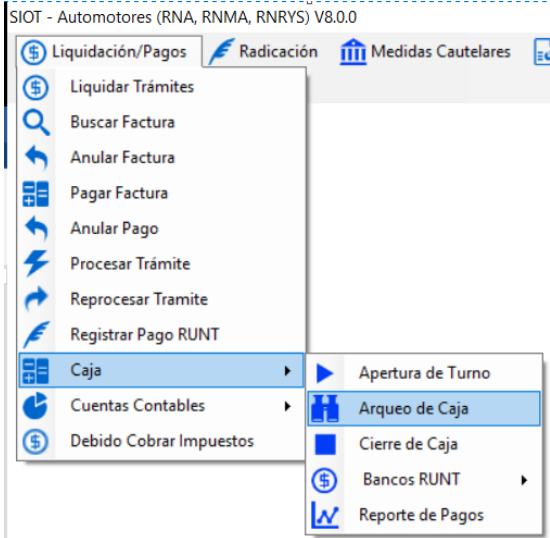 SIOT - Automotores (RNA, RNMA, RNRYS) V8.0.0
Liquidación/Pagos Radicación Medidas Cautelares
Liquidar Trámites
Buscar Factura
Anular Factura
Pagar Factura
Anular Pago
Procesar Trámite
Reprocesar Tramite
Registrar Pago RUNT
Caja
Cuentas Contables
Debido Cobrar Impuestos
Apertura de Turno
Arqueo de Caja
Cierre de Caja
Bancos RUNT
Reporte de Pagos